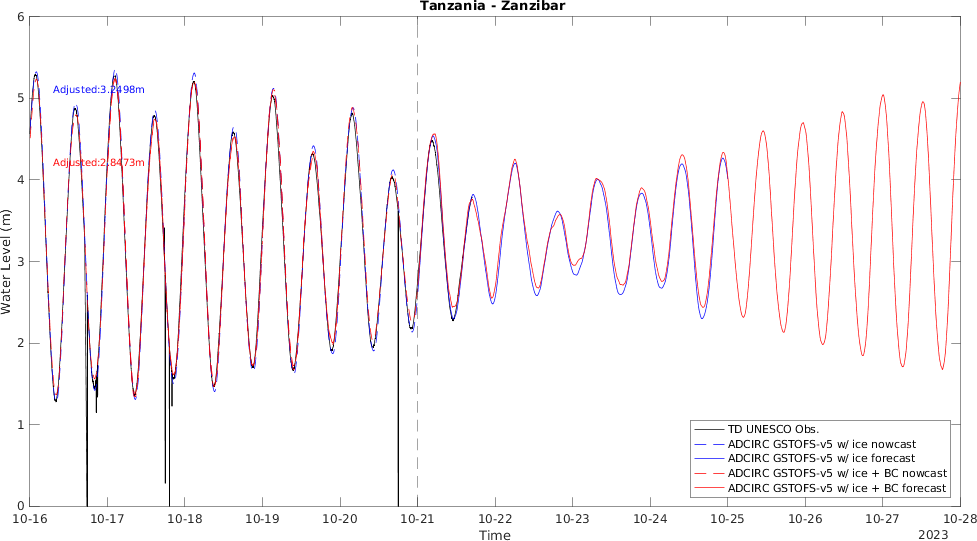 Tanzania - Zanzibar
6
5
4
3
2
1
0
Water Level (m)
Adjusted:3.2498m
Adjusted:2.8473m
TD UNESCO Obs.
ADCIRC GSTOFS-v5 w/ ice nowcast
ADCIRC GSTOFS-v5 w/ ice forecast
ADCIRC GSTOFS-v5 w/ ice + BC nowcast
ADCIRC GSTOFS-v5 w/ ice + BC forecast
10-16 10-17 10-18 10-19 10-20 10-21 10-22 10-23 10-24 10-25 10-26 10-27 10-28
Time
2023